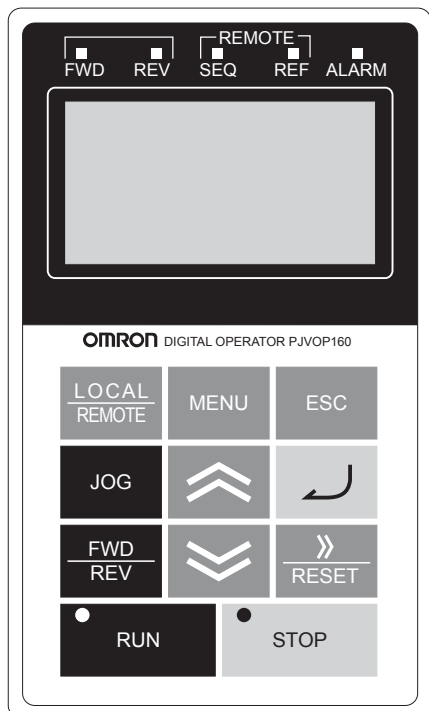 REMOTE
FWD REV SEQ REF ALARM
OMRON DIGITAL OPERATOR PJVOP160
LOCAL
REMOTE
MENU
ESC
JOG
FWD
REV
RESET
RUN
STOP